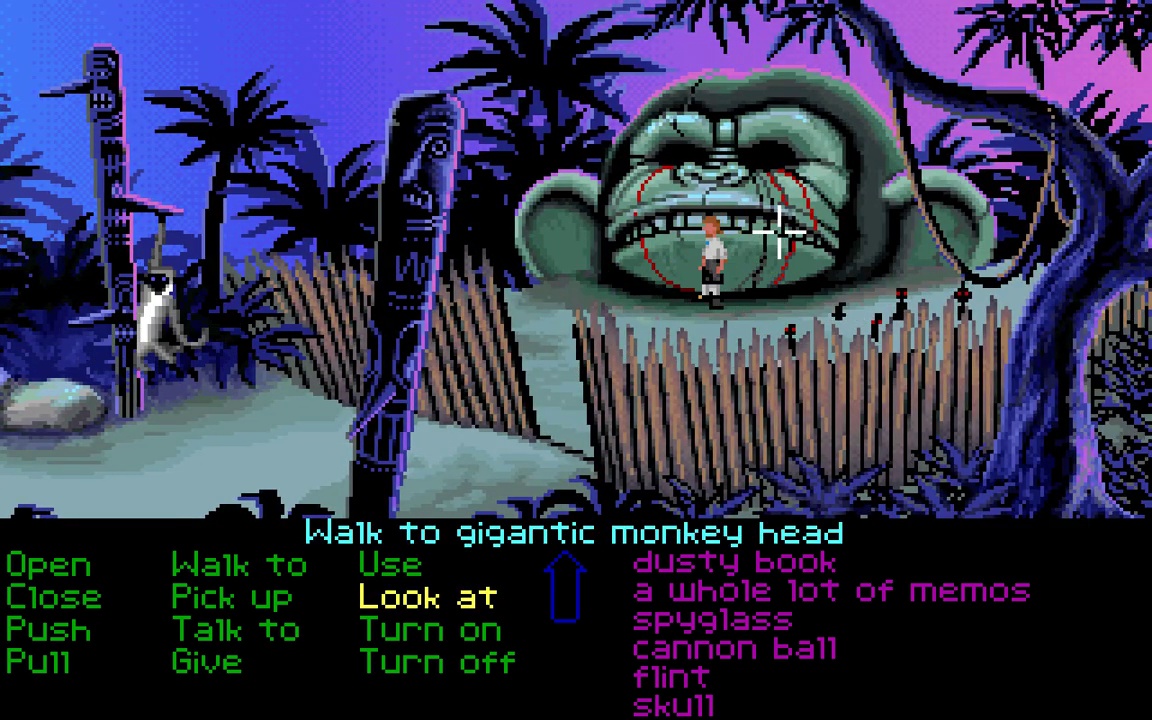 Walk to gigantic monkey head
Open Walk to Use
Close Pick up Look at
Push Talk to Turn on
Pull Give Turn off
dusty book
a whole lot of memos
spyglass
cannon ball
flint
skull